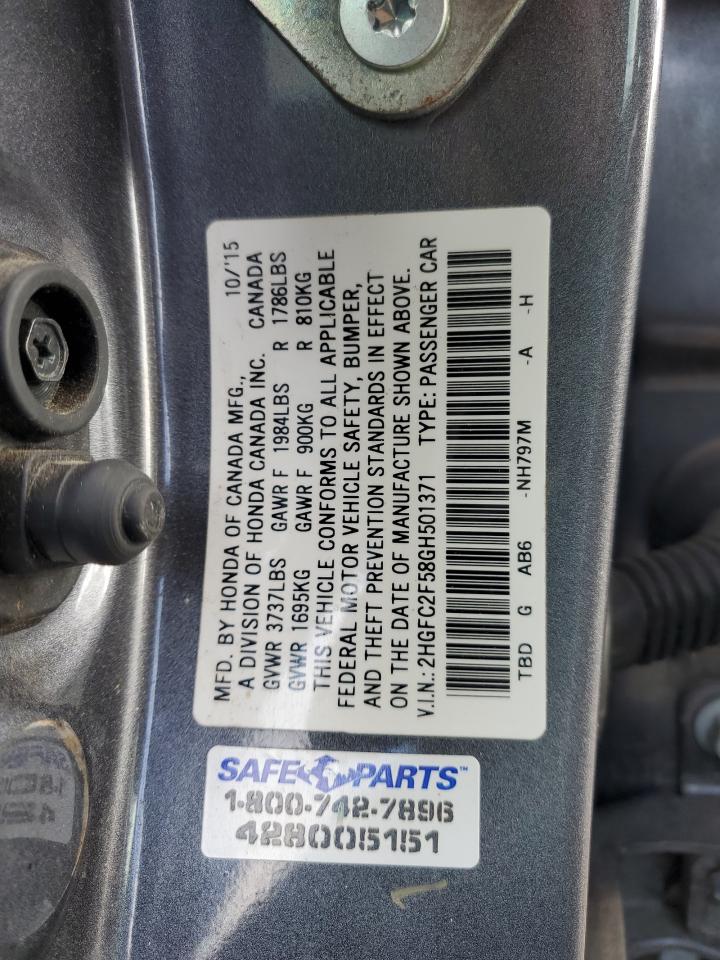 MFD. BY HONDA OF CANADA MFG., 10/'15
A DIVISION OF HONDA CANADA INC. CANADA
GVWR 3737LBS GAWR F 1984LBS R 1786LBS
GVWR 1695KG GAWR F 900KG R 810KG
THIS VEHICLE CONFORMS TO ALL APPLICABLE
FEDERAL MOTOR VEHICLE SAFETY, BUMPER,
AND THEFT PREVENTION STANDARDS IN EFFECT
ON THE DATE OF MANUFACTURE SHOWN ABOVE.
V.I.N.: 2HGFC2F58GH501371 TYPE: PASSENGER CAR
TBD G AB6 -NH797M -A -H
SAFE PARTS™
1-800-742-7896
428005151